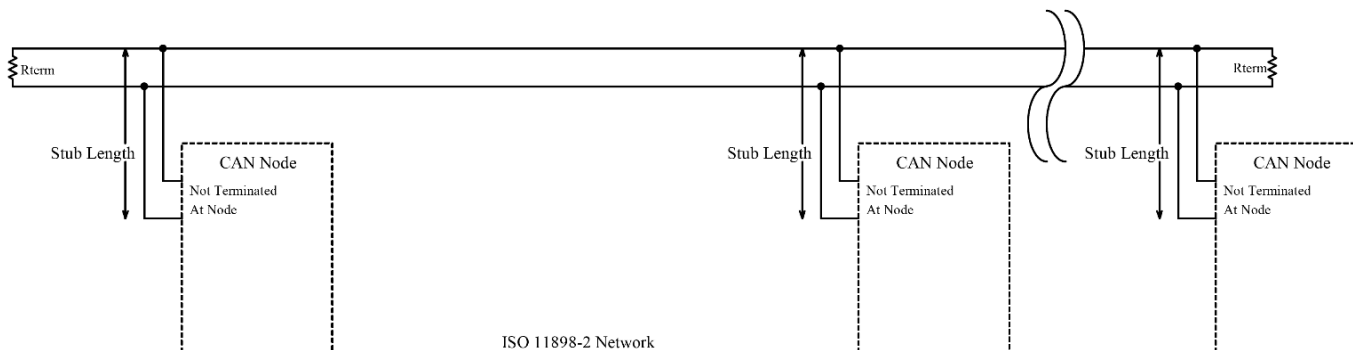 Rterm
Rterm
Stub Length
CAN Node
Not Terminated
At Node
Stub Length
CAN Node
Not Terminated
At Node
Stub Length
CAN Node
Not Terminated
At Node
ISO 11898-2 Network